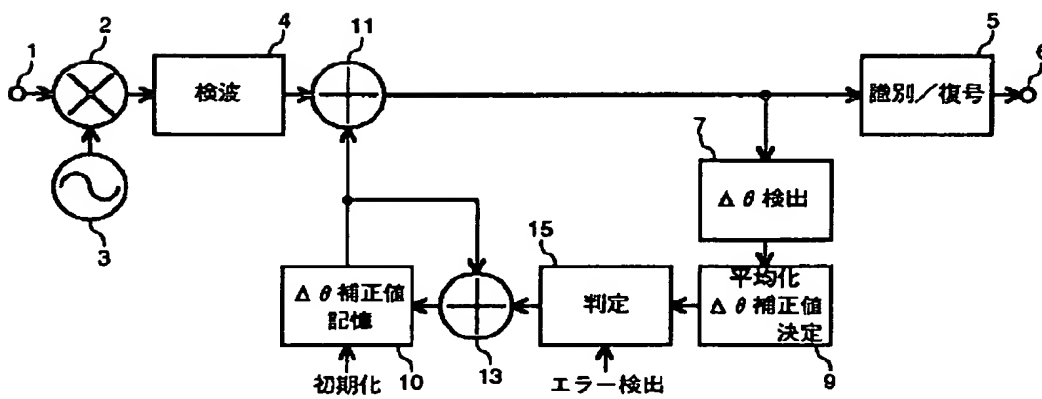 1
2
3
4
検波
11
5
識別/復号
6
7
Δθ検出
平均化
Δθ補正値
決定
9
15
判定
エラー検出
13
Δθ補正値
記憶
10
初期化